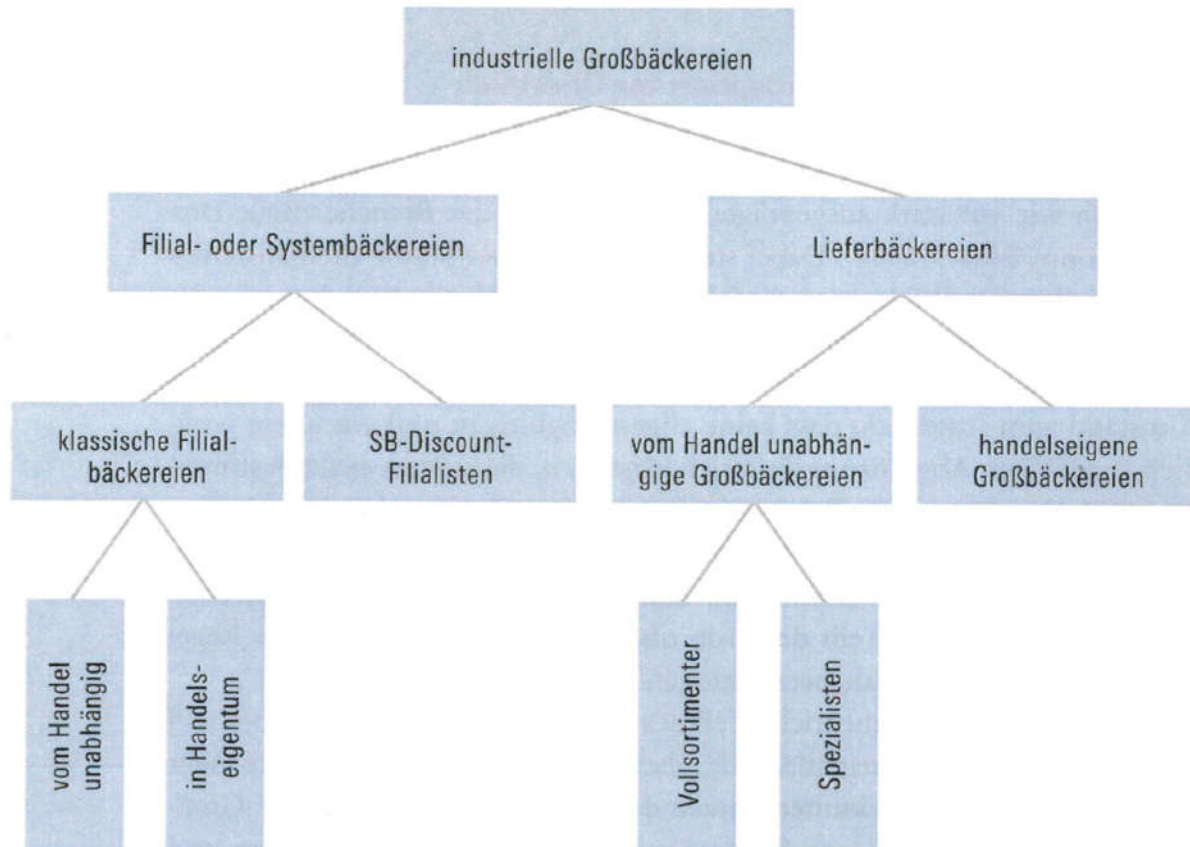 industrielle Großbäckereien
Filial- oder Systembäckereien
Lieferbäckereien
klassische Filial-
bäckereien
SB-Discount-
Filialisten
vom Handel unabhän-
gige Großbäckereien
handelseigene
Großbäckereien
vom Handel
unabhängig
in Handels-
eigentum
Vollsortimenter
Spezialisten